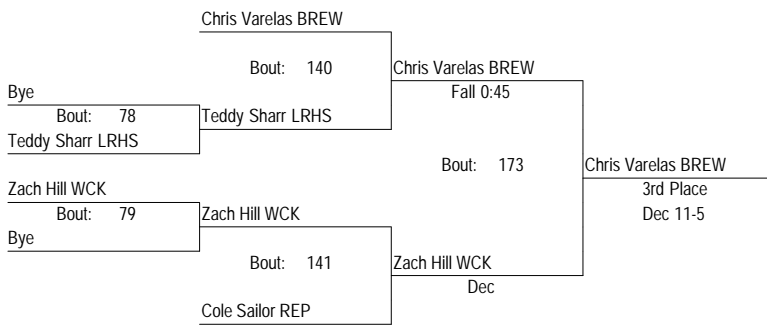 Chris Varelas BREW
Bout: 140
Chris Varelas BREW
Bye
Fall 0:45
Bout: 78
Teddy Sharr LRHS
Teddy Sharr LRHS
Bout: 173
Chris Varelas BREW
Zach Hill WCK
3rd Place
Bout: 79
Zach Hill WCK
Dec 11-5
Bye
Bout: 141
Zach Hill WCK
Dec
Cole Sailor REP